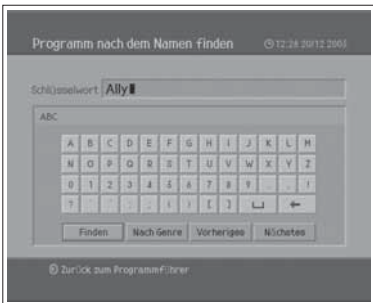 Programm nach dem Namen finden 12:28 20/12 2003
Schlüsselwort Ally
ABC
A B C D E F G H I J K L M
N O P Q R S T U V W X Y Z
0 1 2 3 4 5 6 7 8 9 . , !
? ( ) [ ] ←
Finden Nach Genre Vorheriges Nächstes
Zurück zum Programmführer